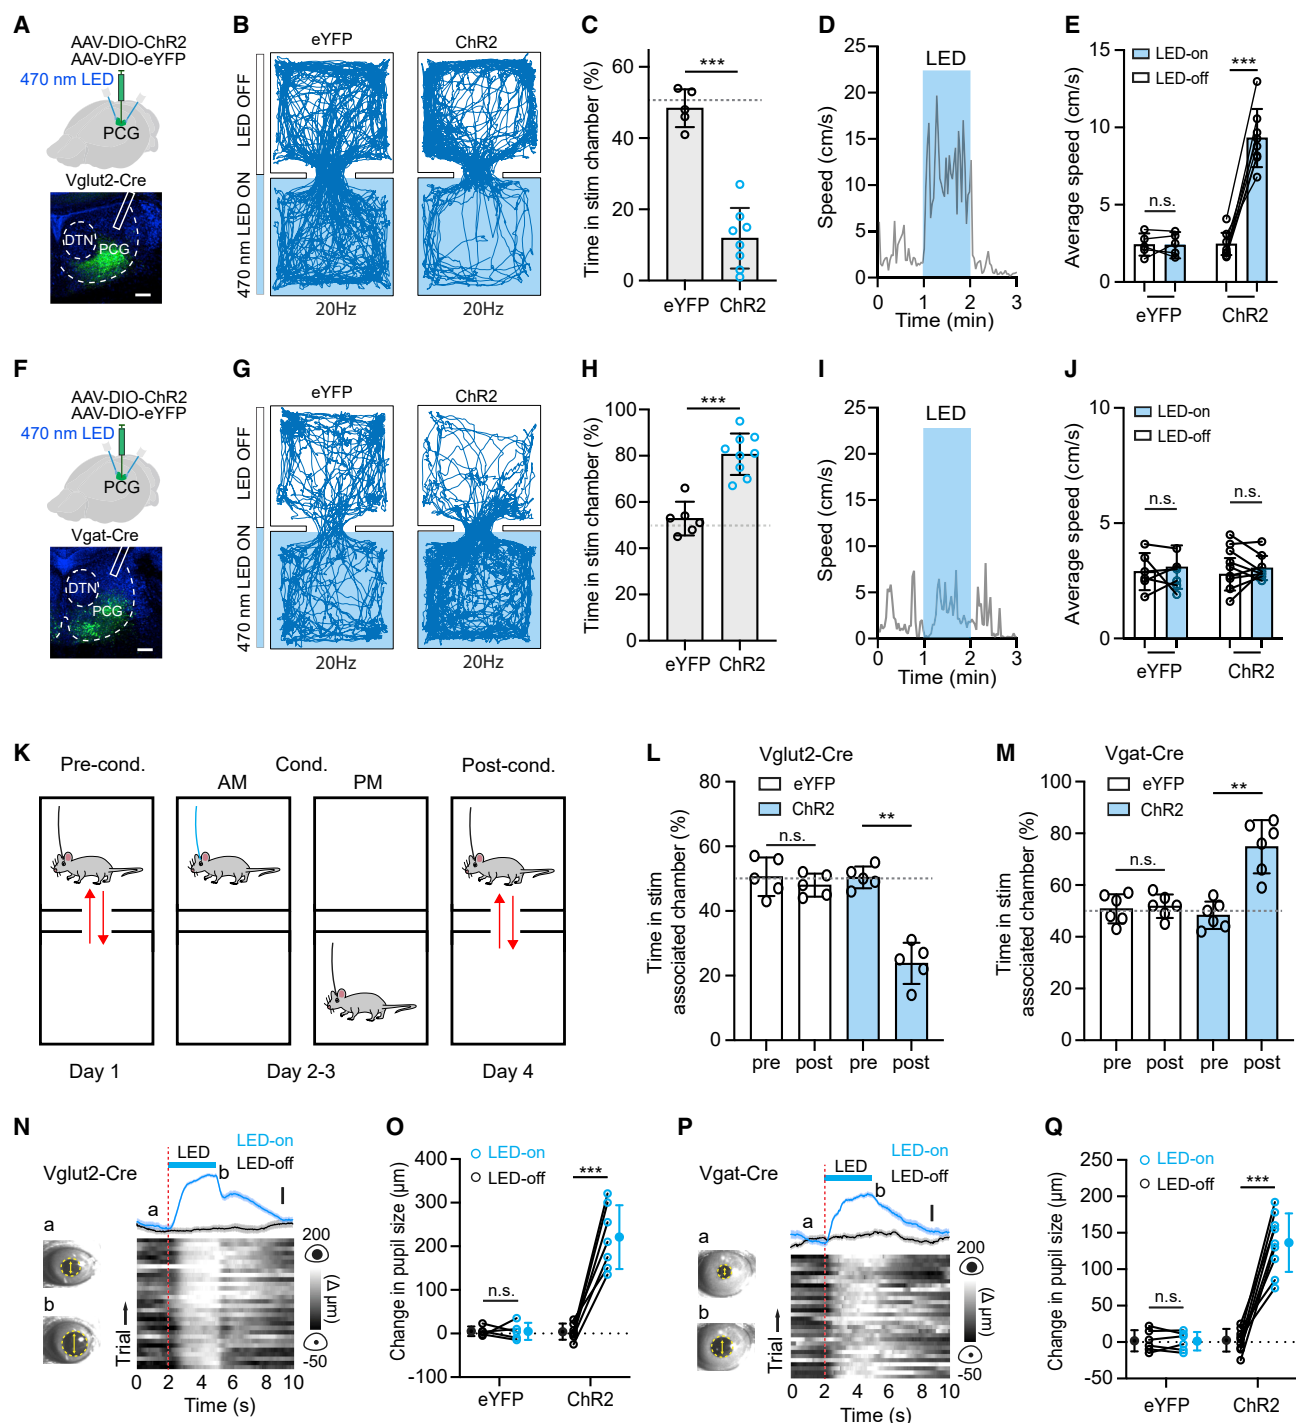 A
AAV-DIO-ChR2
AAV-DIO-eYFP
470 nm LED
PCG
Vglut2-Cre
DTN
PCG
B
eYFP
ChR2
LED OFF
470 nm LED ON
20Hz
20Hz
C
Time in stim chamber (%)
60
40
20
0
***
eYFP
ChR2
D
Speed (cm/s)
25
20
15
10
5
0
LED
0 1 2 3
Time (min)
E
Average speed (cm/s)
15
10
5
0
LED-on
LED-off
***
n.s.
eYFP
ChR2
F
AAV-DIO-ChR2
AAV-DIO-eYFP
470 nm LED
PCG
Vgat-Cre
DTN
PCG
G
eYFP
ChR2
LED OFF
470 nm LED ON
20Hz
20Hz
H
Time in stim chamber (%)
100
80
60
40
20
0
***
eYFP ChR2
I
Speed (cm/s)
25
20
15
10
5
0
LED
0 1 2 3
Time (min)
J
Average speed (cm/s)
10
5
0
LED-on
LED-off
n.s.
n.s.
eYFP
ChR2
K
Pre-cond.
Cond.
AM
PM
Post-cond.
Day 1
Day 2-3
Day 4
L
Vglut2-Cre
Time in stim
associated chamber (%)
80
60
40
20
0
eYFP
ChR2
n.s.
**
pre post pre post
M
Vgat-Cre
Time in stim
associated chamber (%)
100
80
60
40
20
0
eYFP
ChR2
n.s.
**
pre post pre post
N
Vglut2-Cre
LED
LED-on
LED-off
a
b
a
b
Trial
200
(Δ μm)
-50
0 2 4 6 8 10
Time (s)
O
Change in pupil size (μm)
400
300
200
100
0
-100
LED-on
LED-off
n.s.
***
eYFP
ChR2
P
Vgat-Cre
LED
LED-on
LED-off
a
b
a
b
Trial
200
(Δ μm)
-50
0 2 4 6 8 10
Time (s)
Q
Change in pupil size (μm)
250
200
150
100
50
0
-50
LED-on
LED-off
n.s.
***
eYFP
ChR2